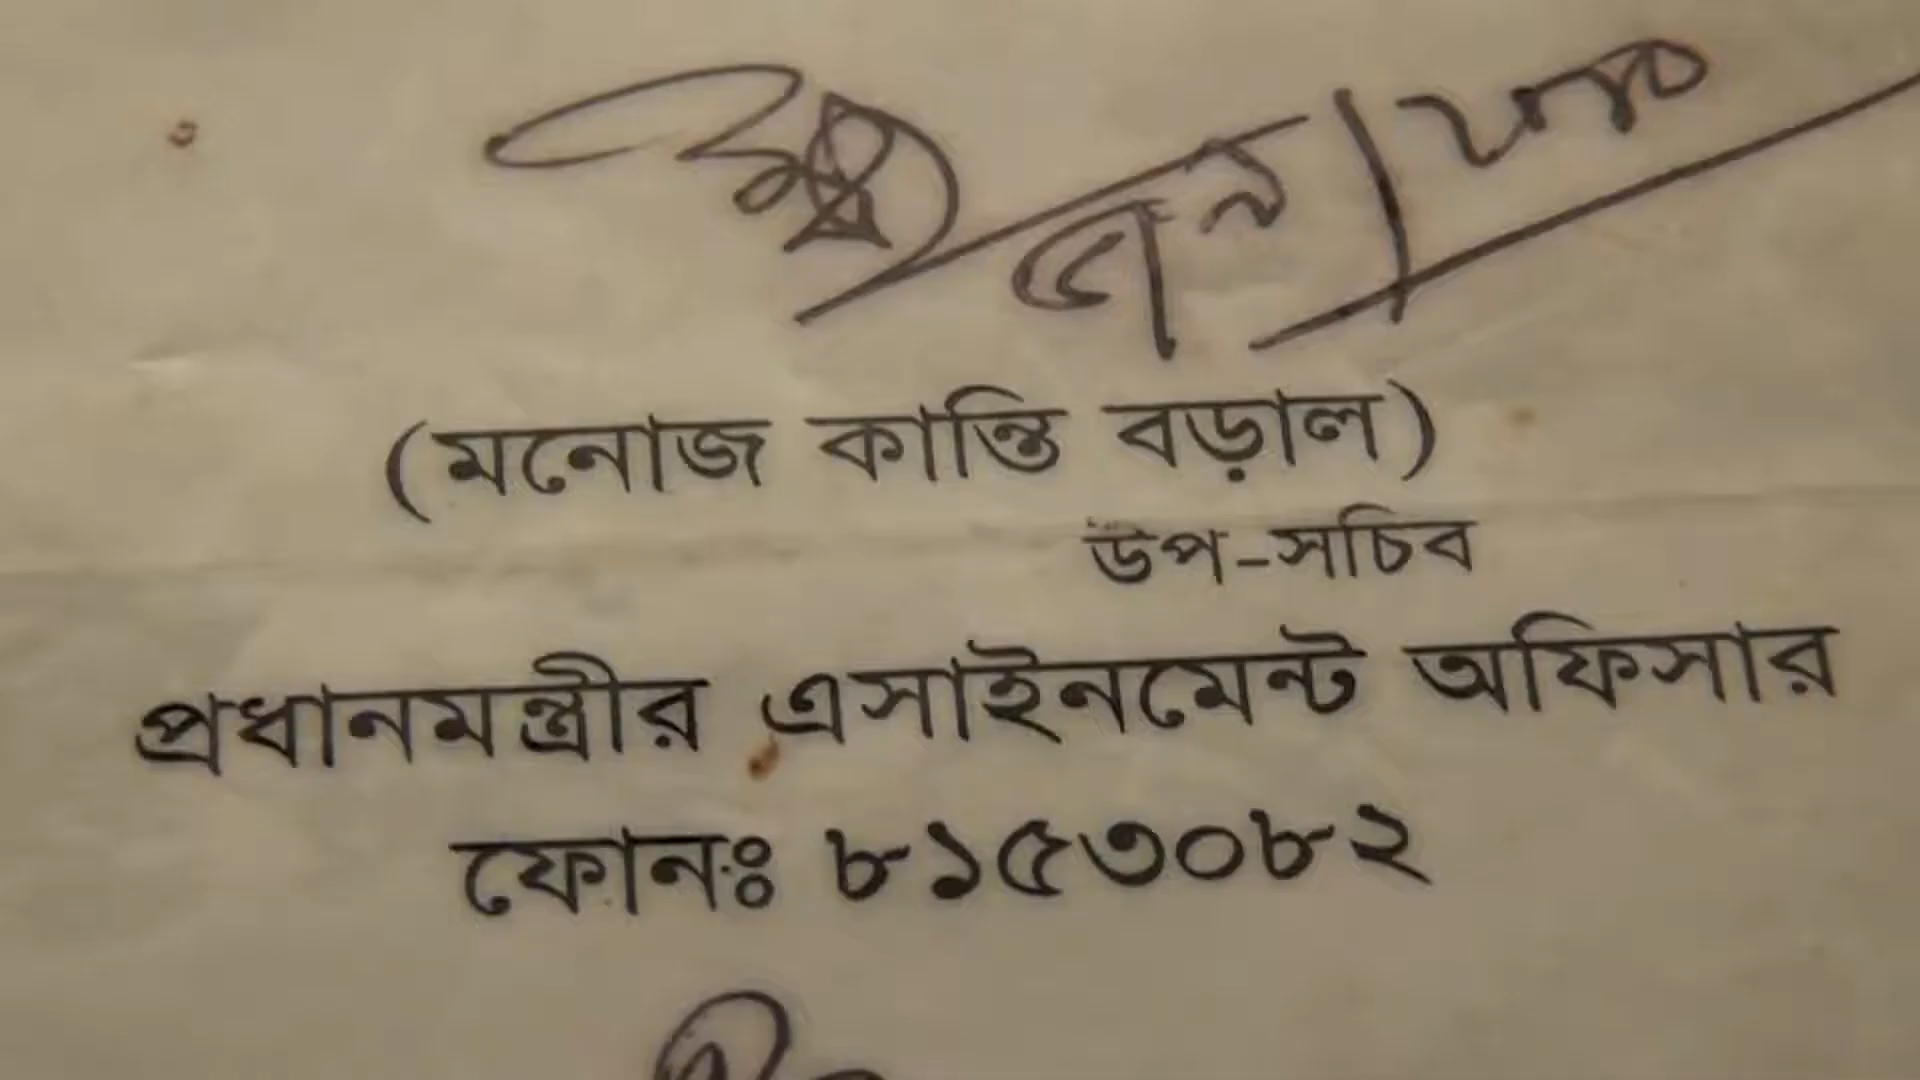 (মনোজ কান্তি বড়াল)
উপ-সচিব
প্রধানমন্ত্রীর এসাইনমেন্ট অফিসার
ফোনঃ ৮১৫৩০৮২